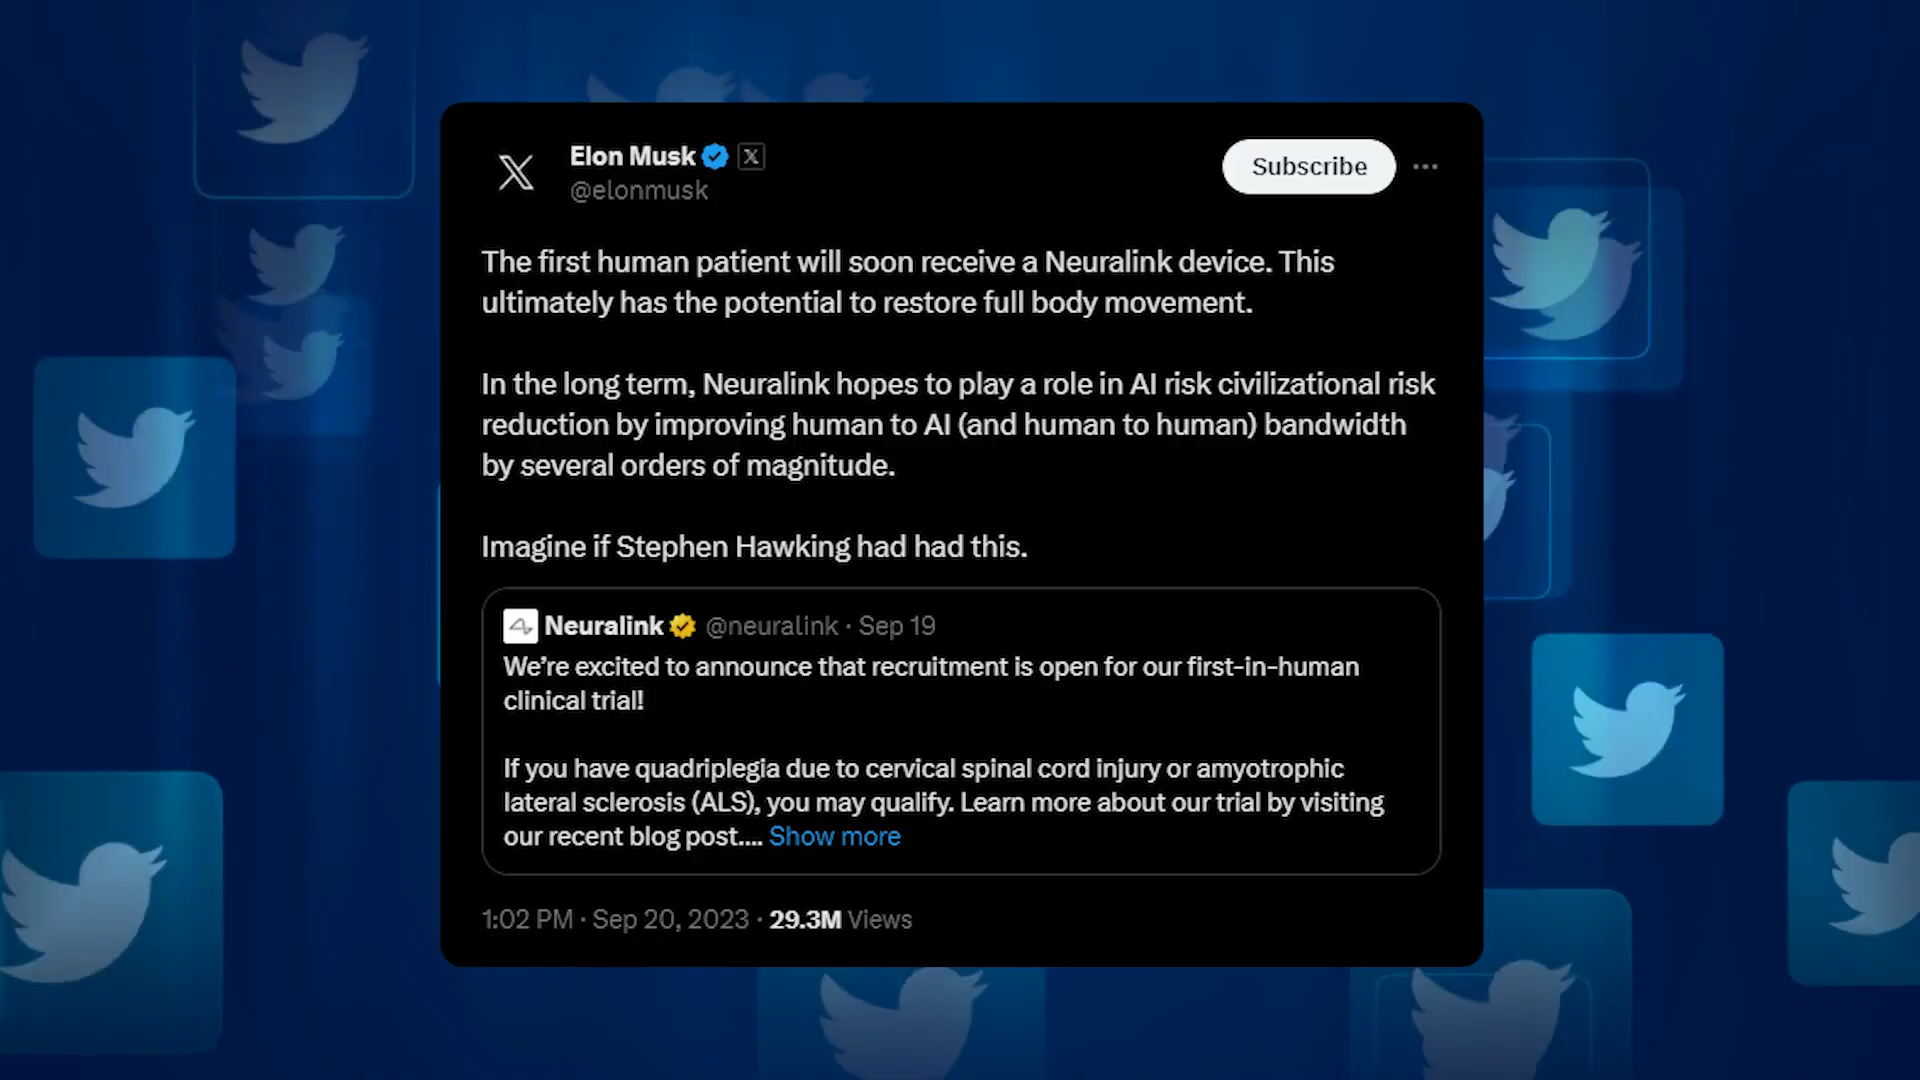 Elon Musk
@elonmusk
Subscribe
The first human patient will soon receive a Neuralink device. This
ultimately has the potential to restore full body movement.
In the long term, Neuralink hopes to play a role in AI risk civilizational risk
reduction by improving human to AI (and human to human) bandwidth
by several orders of magnitude.
Imagine if Stephen Hawking had had this.
Neuralink @neuralink · Sep 19
We’re excited to announce that recruitment is open for our first-in-human
clinical trial!
If you have quadriplegia due to cervical spinal cord injury or amyotrophic
lateral sclerosis (ALS), you may qualify. Learn more about our trial by visiting
our recent blog post.... Show more
1:02 PM · Sep 20, 2023 · 29.3M Views